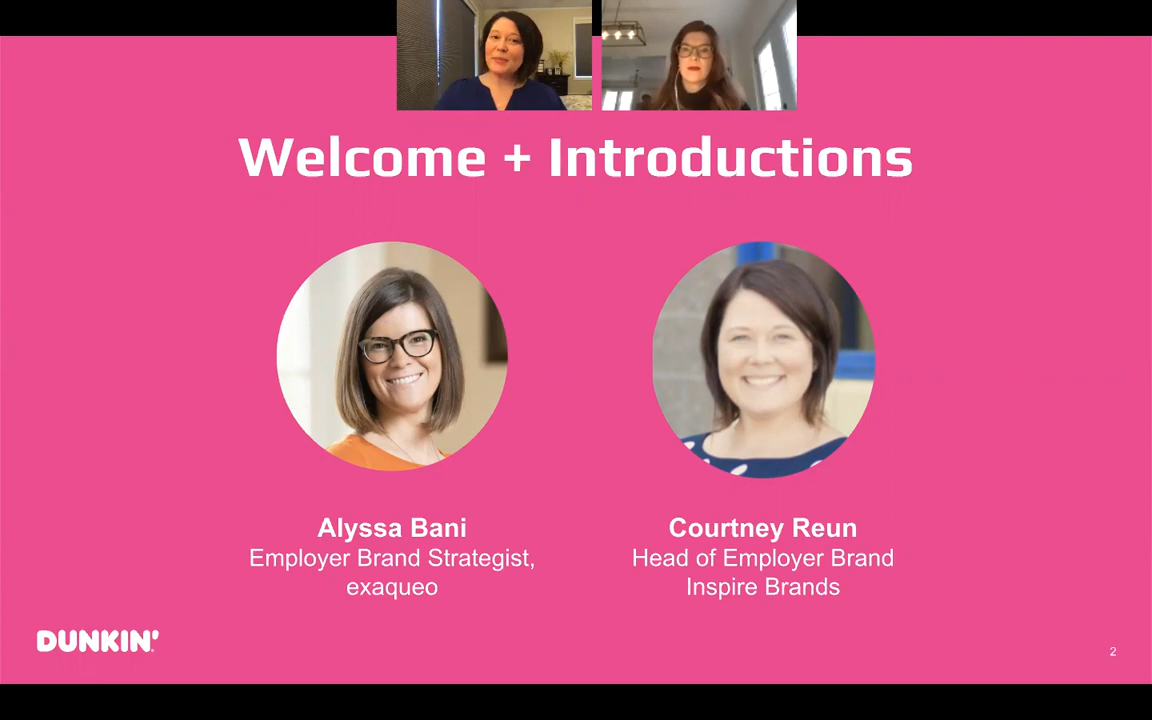 Welcome + Introductions
Alyssa Bani
Employer Brand Strategist,
exaqueo
Courtney Reun
Head of Employer Brand
Inspire Brands
DUNKIN'
2